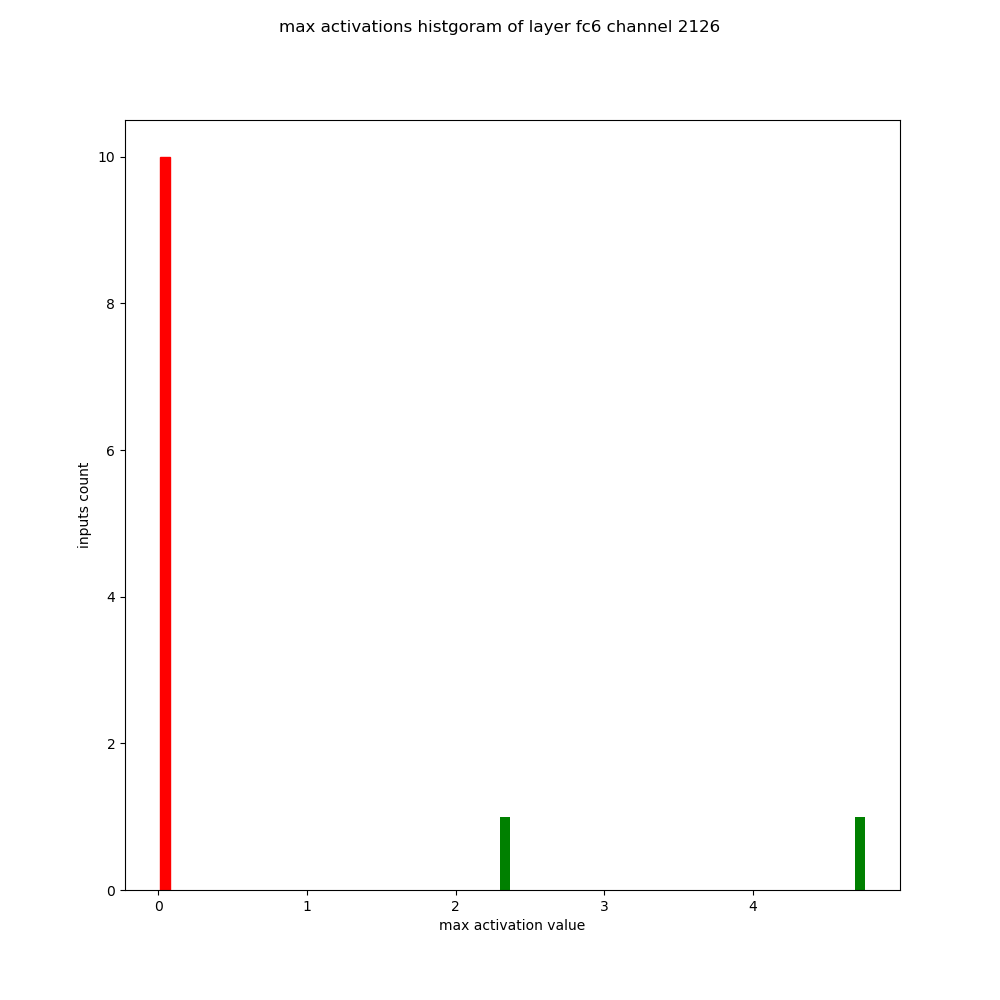 max activations histgoram of layer fc6 channel 2126
10
8
6
4
2
0
inputs count
0 1 2 3 4
max activation value